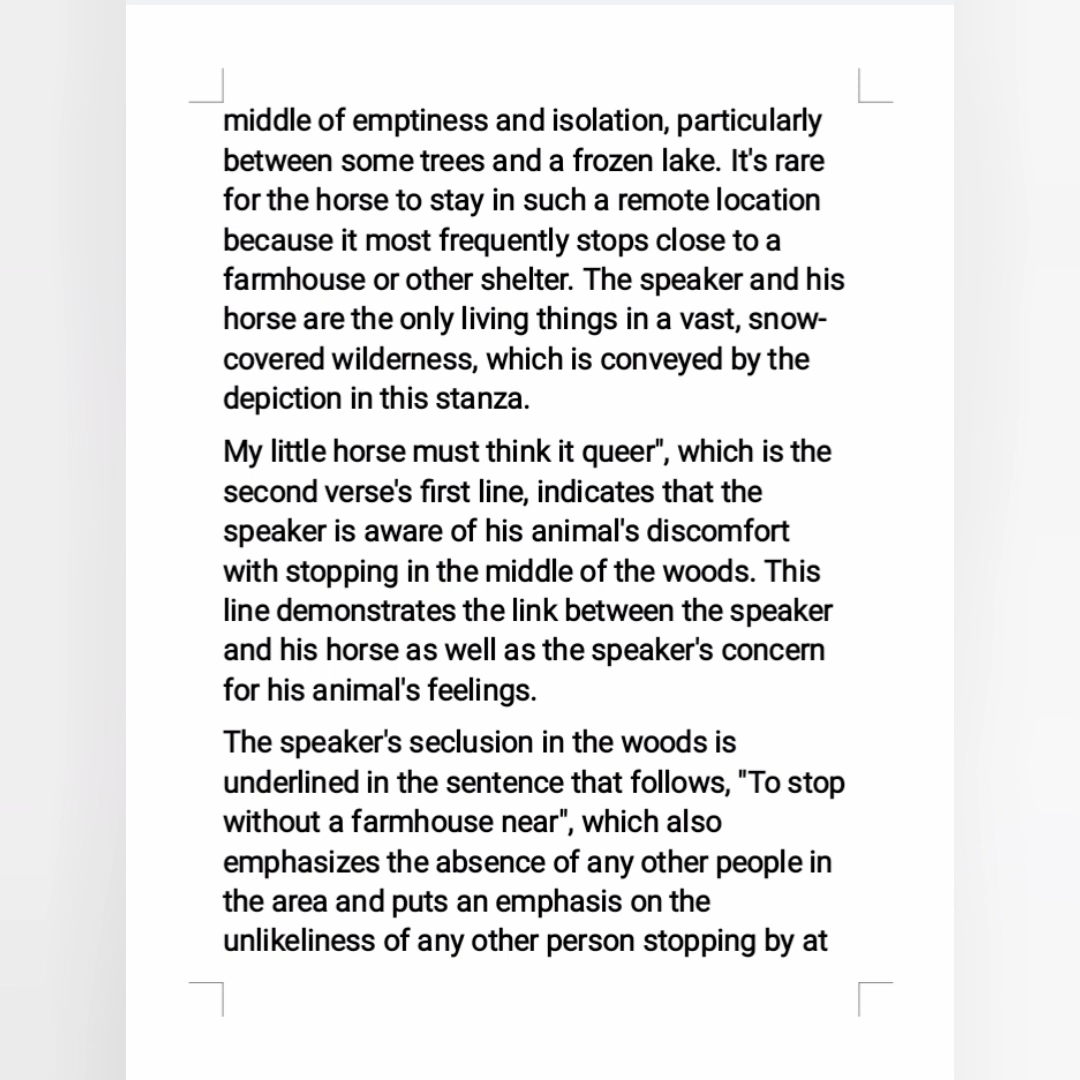 middle of emptiness and isolation, particularly
between some trees and a frozen lake. It's rare
for the horse to stay in such a remote location
because it most frequently stops close to a
farmhouse or other shelter. The speaker and his
horse are the only living things in a vast, snow-
covered wilderness, which is conveyed by the
depiction in this stanza.
My little horse must think it queer", which is the
second verse's first line, indicates that the
speaker is aware of his animal's discomfort
with stopping in the middle of the woods. This
line demonstrates the link between the speaker
and his horse as well as the speaker's concern
for his animal's feelings.
The speaker's seclusion in the woods is
underlined in the sentence that follows, "To stop
without a farmhouse near", which also
emphasizes the absence of any other people in
the area and puts an emphasis on the
unlikeliness of any other person stopping by at